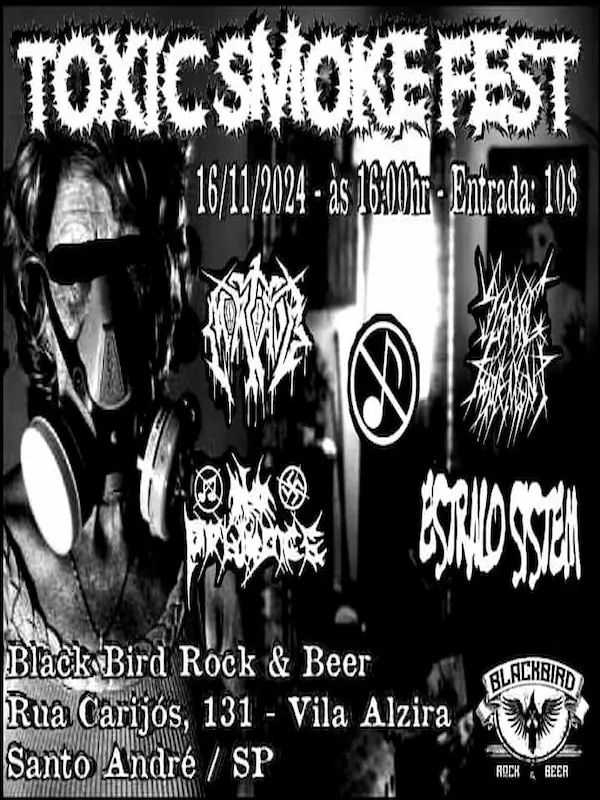 TOXIC SMOKE FEST
16/11/2024 - às 16:00hr - Entrada: 10$
ESTRALO SYSTEM
Black Bird Rock & Beer
Rua Carijós, 131 - Vila Alzira
Santo André / SP
BLACKBIRD
ROCK & BEER